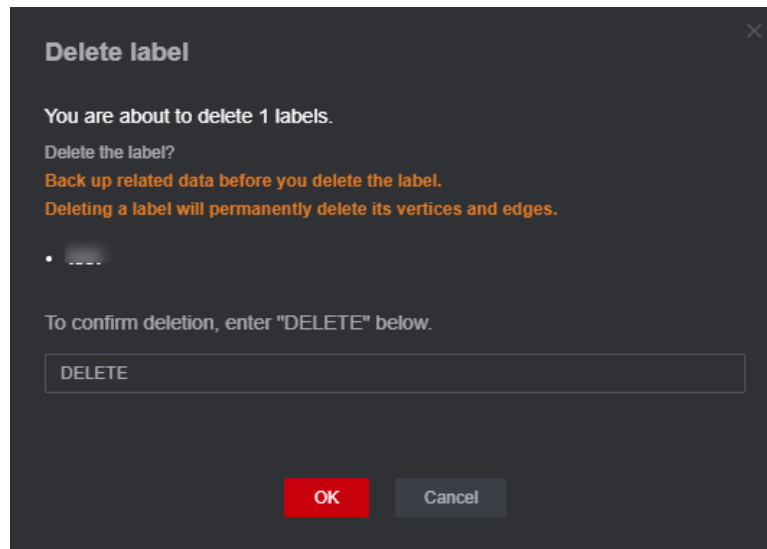 Delete label
You are about to delete 1 labels.
Delete the label?
Back up related data before you delete the label.
Deleting a label will permanently delete its vertices and edges.
To confirm deletion, enter "DELETE" below.
DELETE
OK
Cancel